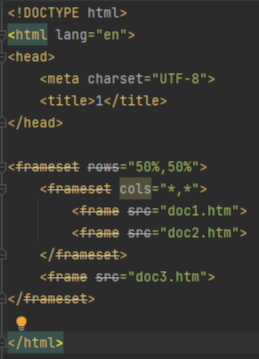 <!DOCTYPE html>
<html lang="en">
<head>
    <meta charset="UTF-8">
    <title>1</title>
</head>

<frameset rows="50%,50%">
    <frameset cols="*,*">
        <frame src="doc1.htm">
        <frame src="doc2.htm">
    </frameset>
    <frame src="doc3.htm">
</frameset>

</html>